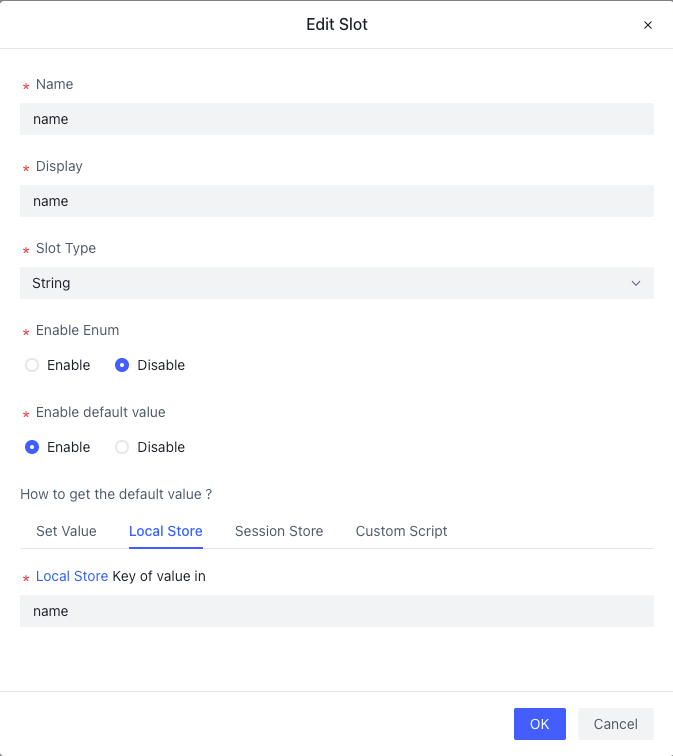 Edit Slot
* Name
name
* Display
name
* Slot Type
String
* Enable Enum
Enable Disable
* Enable default value
Enable Disable
How to get the default value ?
Set Value Local Store Session Store Custom Script
* Local Store Key of value in
name
OK Cancel